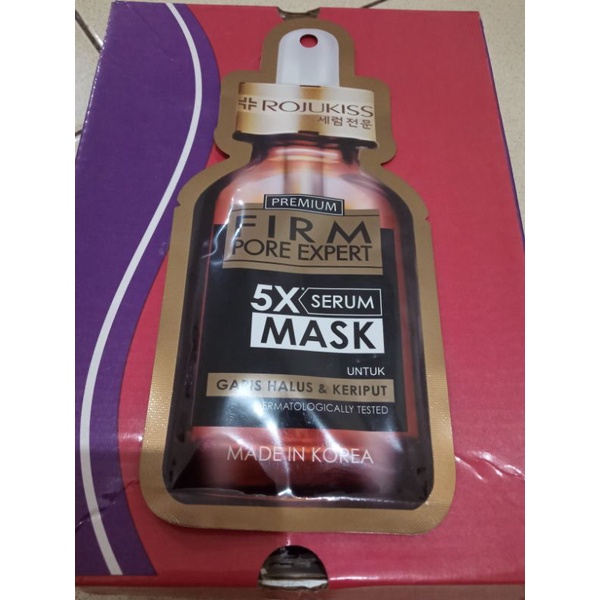 ROJUKISS
세럼전문
PREMIUM
FIRM
PORE EXPERT
5X SERUM
MASK
UNTUK
GARIS HALUS & KERIPUT
DERMATOLOGICALLY TESTED
MADE IN KOREA